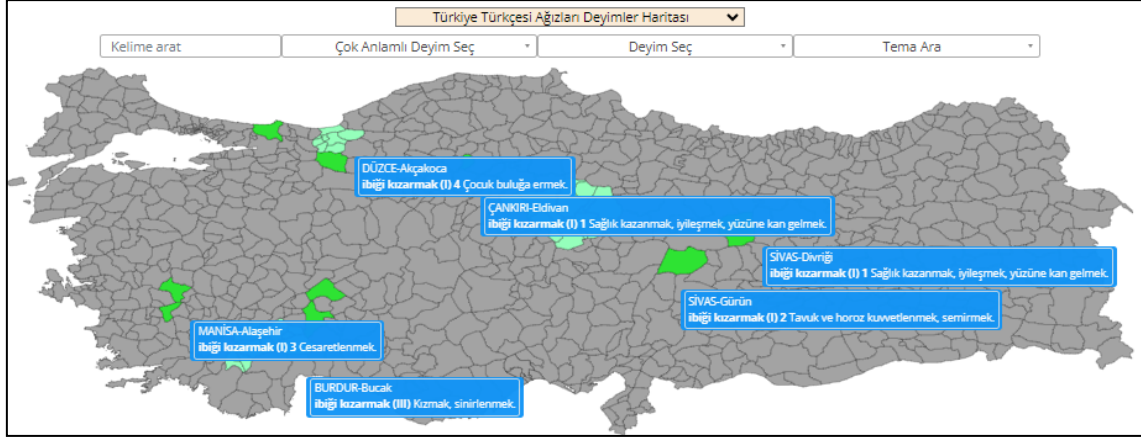 Türkiye Türkçesi Ağızları Deyimler Haritası
Kelime arat
Çok Anlamlı Deyim Seç
Deyim Seç
Tema Ara
DÜZCE-Akçakoca
ibiği kızarmak (I) 4 Çocuk buluğa ermek.
ÇANKIRI-Eldivan
ibiği kızarmak (I) 1 Sağlık kazanmak, iyileşmek, yüzüne kan gelmek.
SİVAS-Divriği
ibiği kızarmak (I) 1 Sağlık kazanmak, iyileşmek, yüzüne kan gelmek.
SİVAS-Gürün
ibiği kızarmak (I) 2 Tavuk ve horoz kuvvetlenmek, semirmek.
MANİSA-Alaşehir
ibiği kızarmak (I) 3 Cesaretlenmek.
BURDUR-Bucak
ibiği kızarmak (III) Kızmak, sinirlenmek.